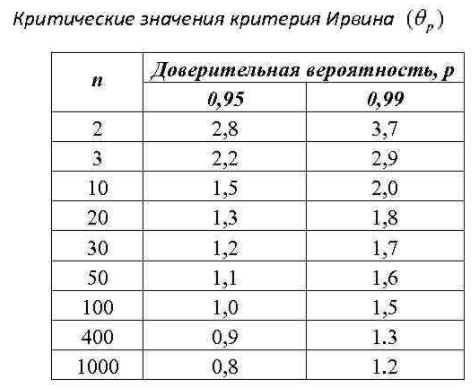 Критические значения критерия Ирвина (θₚ)
n Доверительная вероятность, p
0,95 0,99
2 2,8 3,7
3 2,2 2,9
10 1,5 2,0
20 1,3 1,8
30 1,2 1,7
50 1,1 1,6
100 1,0 1,5
400 0,9 1.3
1000 0,8 1.2